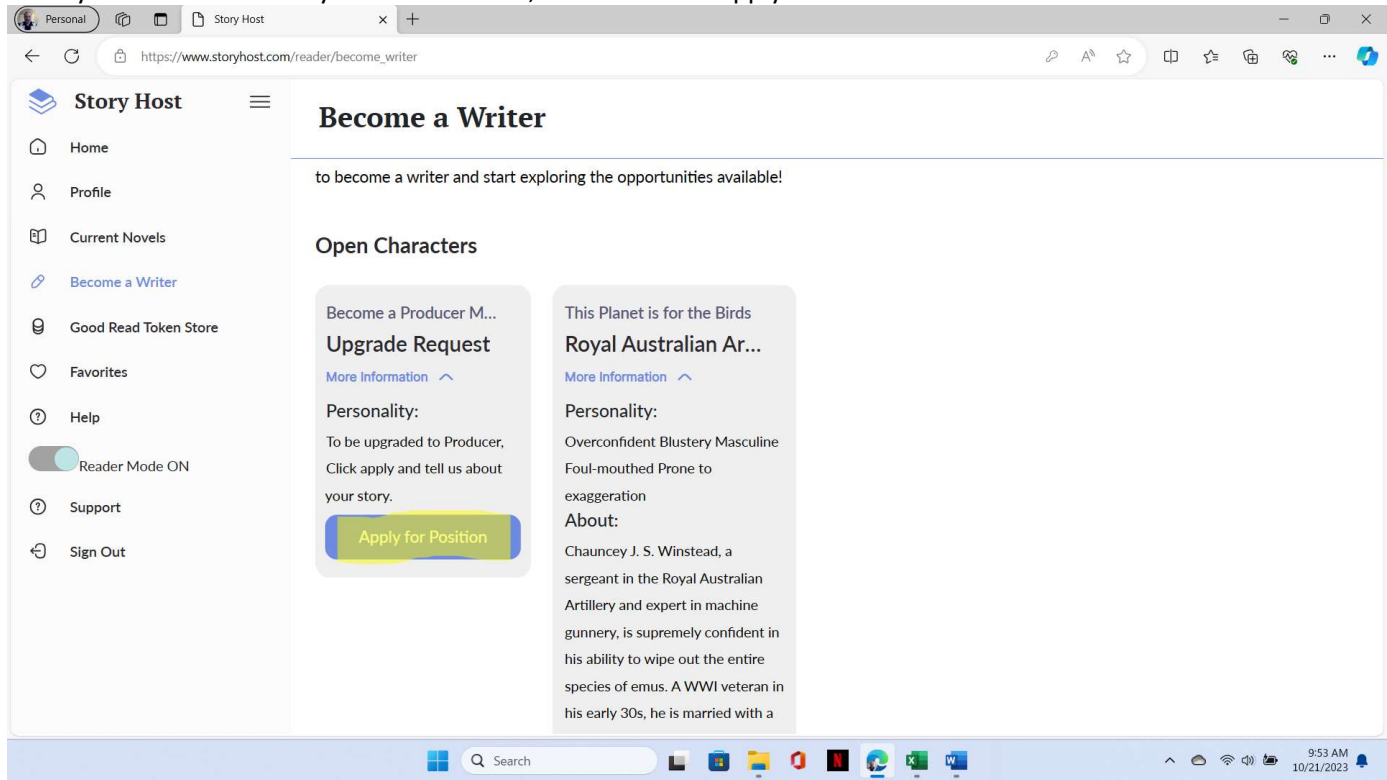 Personal
Story Host
https://www.storyhost.com/reader/become_writer
Story Host
Home
Profile
Current Novels
Become a Writer
Good Read Token Store
Favorites
Help
Reader Mode ON
Support
Sign Out
Become a Writer
to become a writer and start exploring the opportunities available!
Open Characters
Become a Producer M...
Upgrade Request
More Information
Personality:
To be upgraded to Producer,
Click apply and tell us about
your story.
Apply for Position
This Planet is for the Birds
Royal Australian Ar...
More Information
Personality:
Overconfident Blustery Masculine
Foul-mouthed Prone to
exaggeration
About:
Chauncey J. S. Winstead, a
sergeant in the Royal Australian
Artillery and expert in machine
gunnery, is supremely confident in
his ability to wipe out the entire
species of emus. A WWI veteran in
his early 30s, he is married with a
Search
9:53 AM
10/21/2023